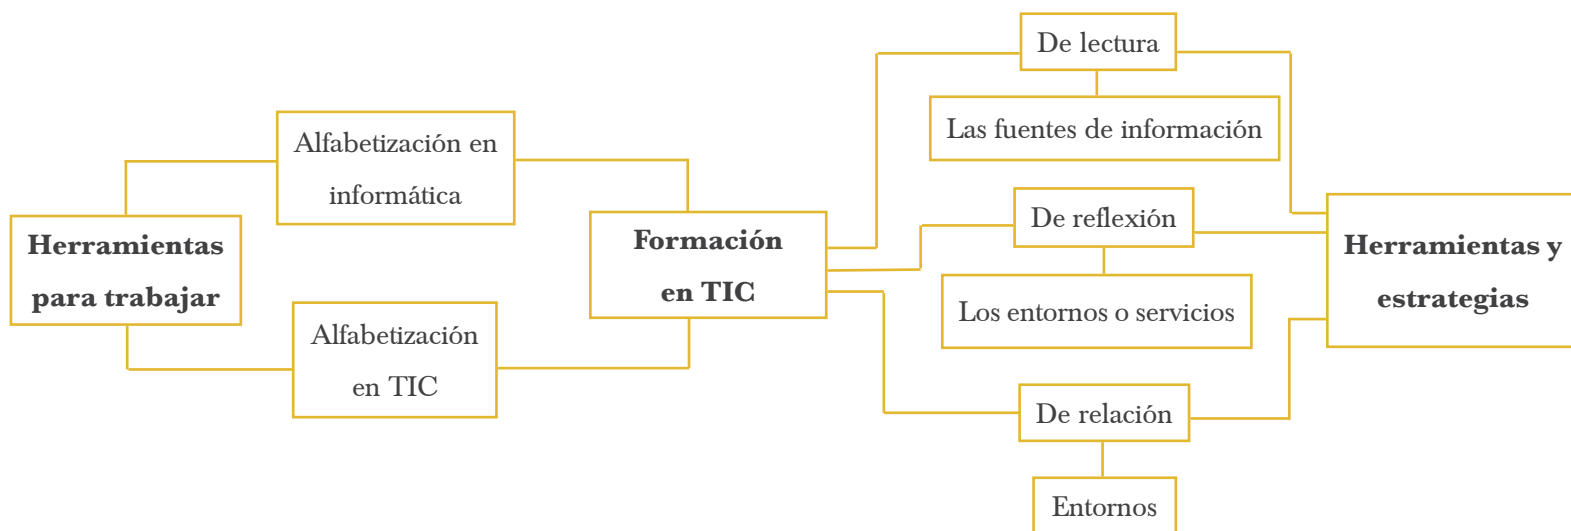 Herramientas
para trabajar
Alfabetización en
informática
Alfabetización
en TIC
Formación
en TIC
De lectura
Las fuentes de información
De reflexión
Los entornos o servicios
De relación
Entornos
Herramientas y
estrategias